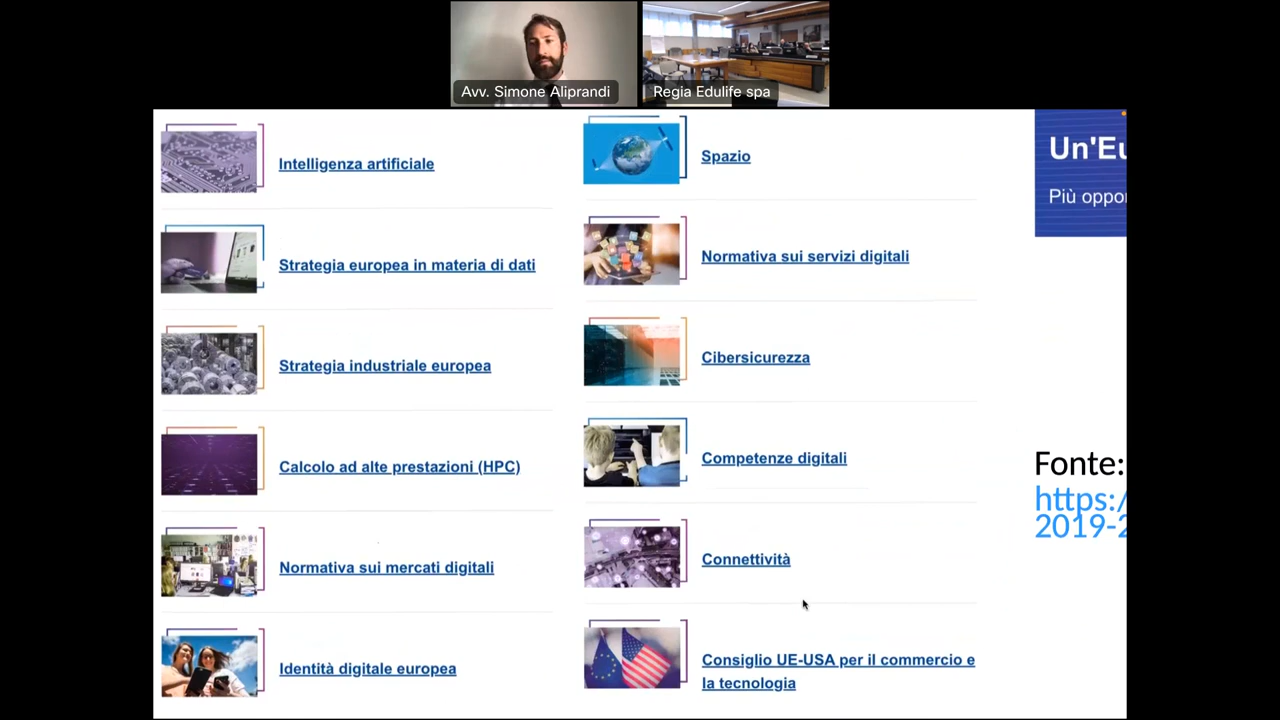 Avv. Simone Aliprandi
Regia Edulife spa
Intelligenza artificiale
Strategia europea in materia di dati
Strategia industriale europea
Calcolo ad alte prestazioni (HPC)
Normativa sui mercati digitali
Identità digitale europea
Spazio
Normativa sui servizi digitali
Cibersicurezza
Competenze digitali
Connettività
Consiglio UE-USA per il commercio e
la tecnologia
Un'Eu
Più oppor
Fonte:
https:/
2019-2